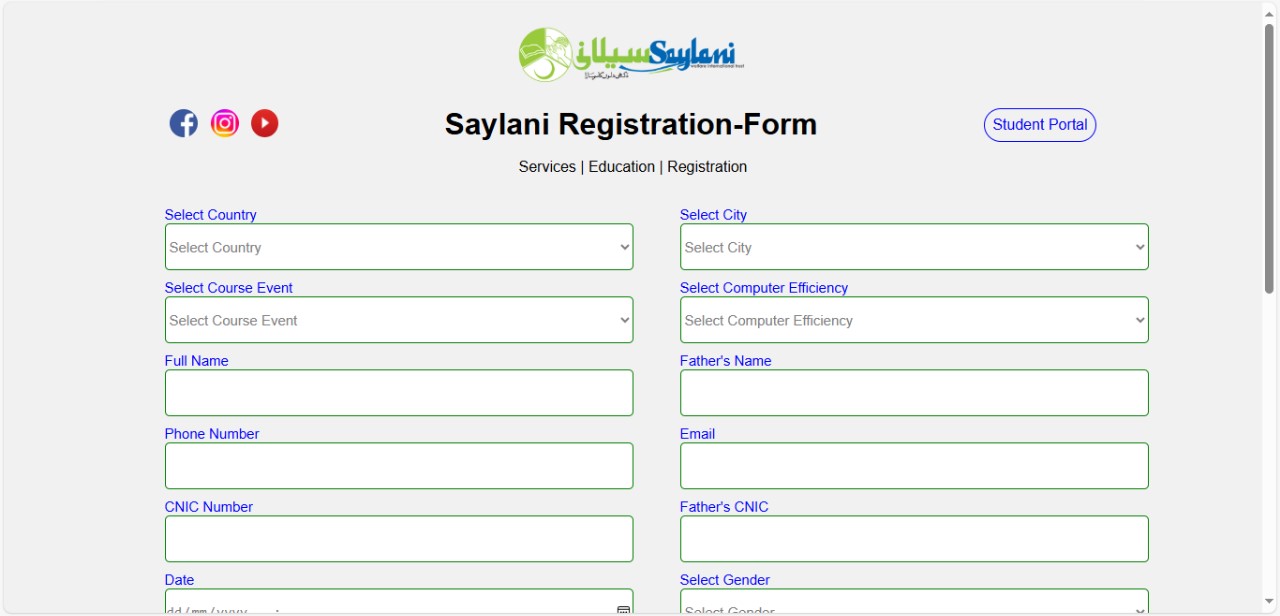 سیلانی Saylani
welfare international trust
Saylani Registration-Form
Student Portal
Services | Education | Registration
Select Country
Select City
Select Country
Select City
Select Course Event
Select Computer Efficiency
Select Course Event
Select Computer Efficiency
Full Name
Father's Name
Phone Number
Email
CNIC Number
Father's CNIC
Date
Select Gender
dd/mm/yyyy --:--
Select Gender